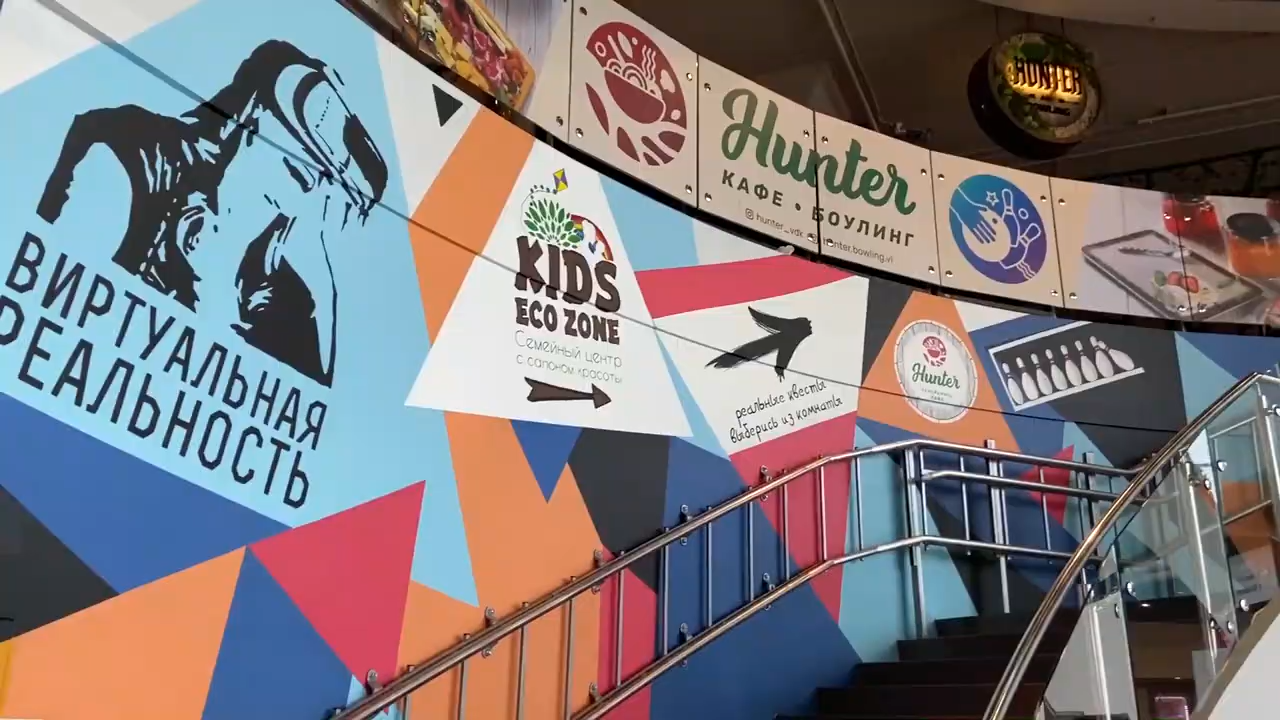 HUNTER
Hunter
КАФЕ • БОУЛИНГ
hunter_vdk hunter.bowling.vl
ВИРТУАЛЬНАЯ
РЕАЛЬНОСТЬ
KIDS
ECO ZONE
Семейный центр
с салоном красоты
реальные квесты
выберись из комнаты
Hunter